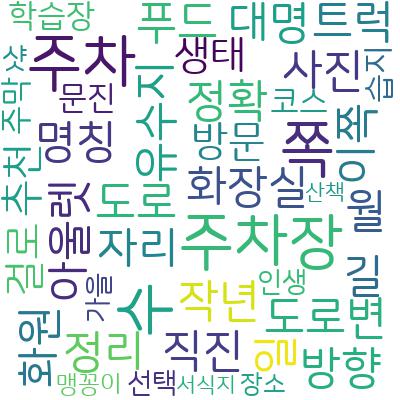 학습장
푸드
대명
트럭
주차
생태
사진
습지
샷
주막
문진
유수지
정확
코스
쪽
이쪽
명칭
방문
추천
화장실
산책
월
아울렛
도로
자리
주차장
길
걸로
가을
수
작년
인생
도로변
화원
정리
직진
일
방향
맹꽁이
선택
서식지
장소